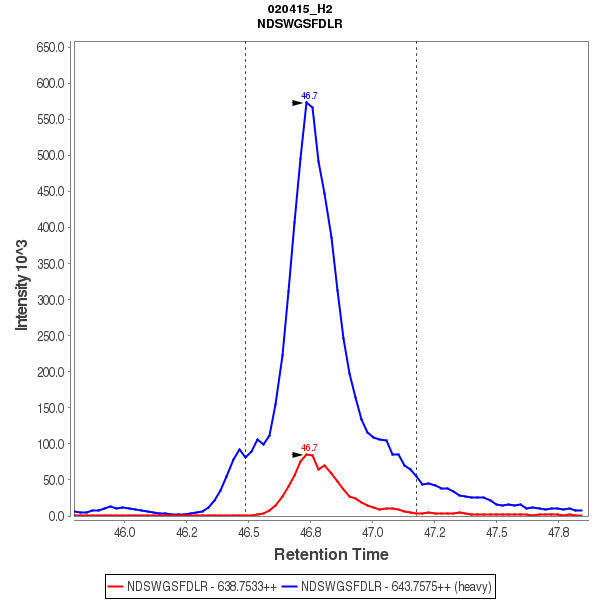 020415_H2
NDSWGSFDLR
650.0
600.0
550.0
500.0
450.0
400.0
350.0
300.0
250.0
200.0
150.0
100.0
50.0
0.0
Intensity 10^3
46.7
46.7
46.0 46.2 46.5 46.8 47.0 47.2 47.5 47.8
Retention Time
NDSWGSFDLR - 638.7533++ NDSWGSFDLR - 643.7575++ (heavy)